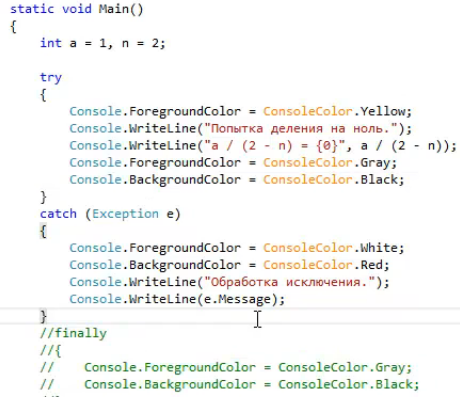 static void Main()
{
int a = 1, n = 2;
try
{
Console.ForegroundColor = ConsoleColor.Yellow;
Console.WriteLine("Попытка деления на ноль.");
Console.WriteLine("a / (2 - n) = {0}", a / (2 - n));
Console.ForegroundColor = ConsoleColor.Gray;
Console.BackgroundColor = ConsoleColor.Black;
}
catch (Exception e)
{
Console.ForegroundColor = ConsoleColor.White;
Console.BackgroundColor = ConsoleColor.Red;
Console.WriteLine("Обработка исключения.");
Console.WriteLine(e.Message);
}
//finally
//{
// Console.ForegroundColor = ConsoleColor.Gray;
// Console.BackgroundColor = ConsoleColor.Black;